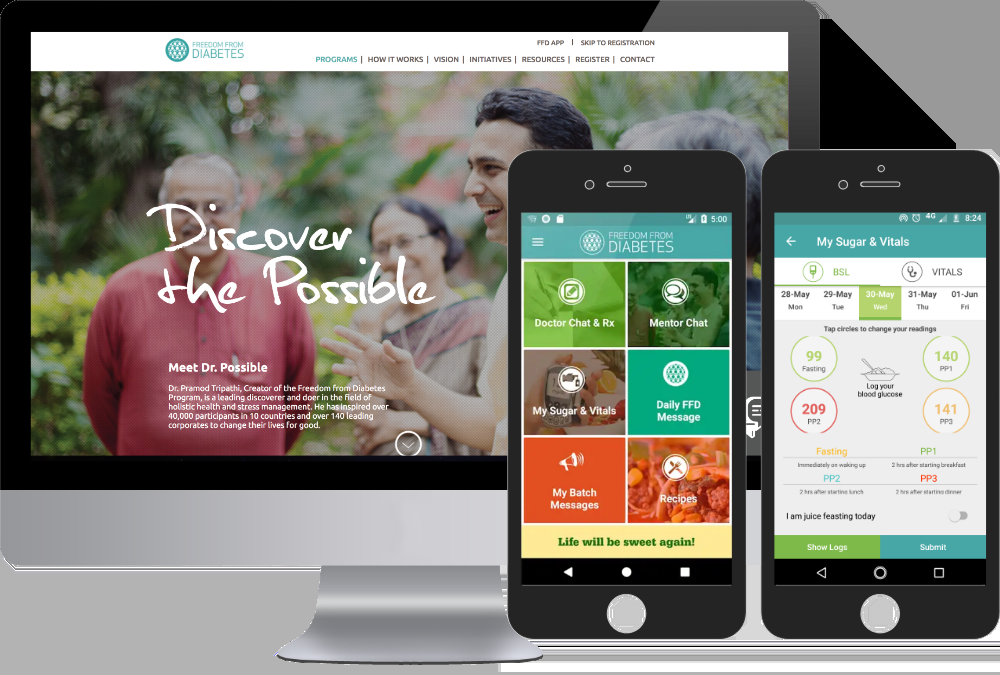 FREEDOM FROM
DIABETES
FFD APP | SKIP TO REGISTRATION
PROGRAMS | HOW IT WORKS | VISION | INITIATIVES | RESOURCES | REGISTER | CONTACT
Discover
the Possible
Meet Dr. Possible
Dr. Pramod Tripathi, Creator of the Freedom from Diabetes
Program, is a leading discoverer and doer in the field of
holistic health and stress management. He has inspired over
40,000 participants in 10 countries and over 140 leading
corporates to change their lives for good.
5:00
FREEDOM FROM
DIABETES
Doctor Chat & Rx
Mentor Chat
My Sugar & Vitals
Daily FFD
Message
My Batch
Messages
Recipes
Life will be sweet again!
4G 8:24
My Sugar & Vitals
BSL VITALS
28-May 29-May 30-May 31-May 01-Jun
Mon Tue Wed Thu Fri
Tap circles to change your readings
99
Fasting
140
PP1
Log your
blood glucose
209
PP2
141
PP3
Fasting PP1
Immediately on waking up 2 hrs after starting breakfast
PP2 PP3
2 hrs after starting lunch 2 hrs after starting dinner
I am juice feasting today
Show Logs Submit